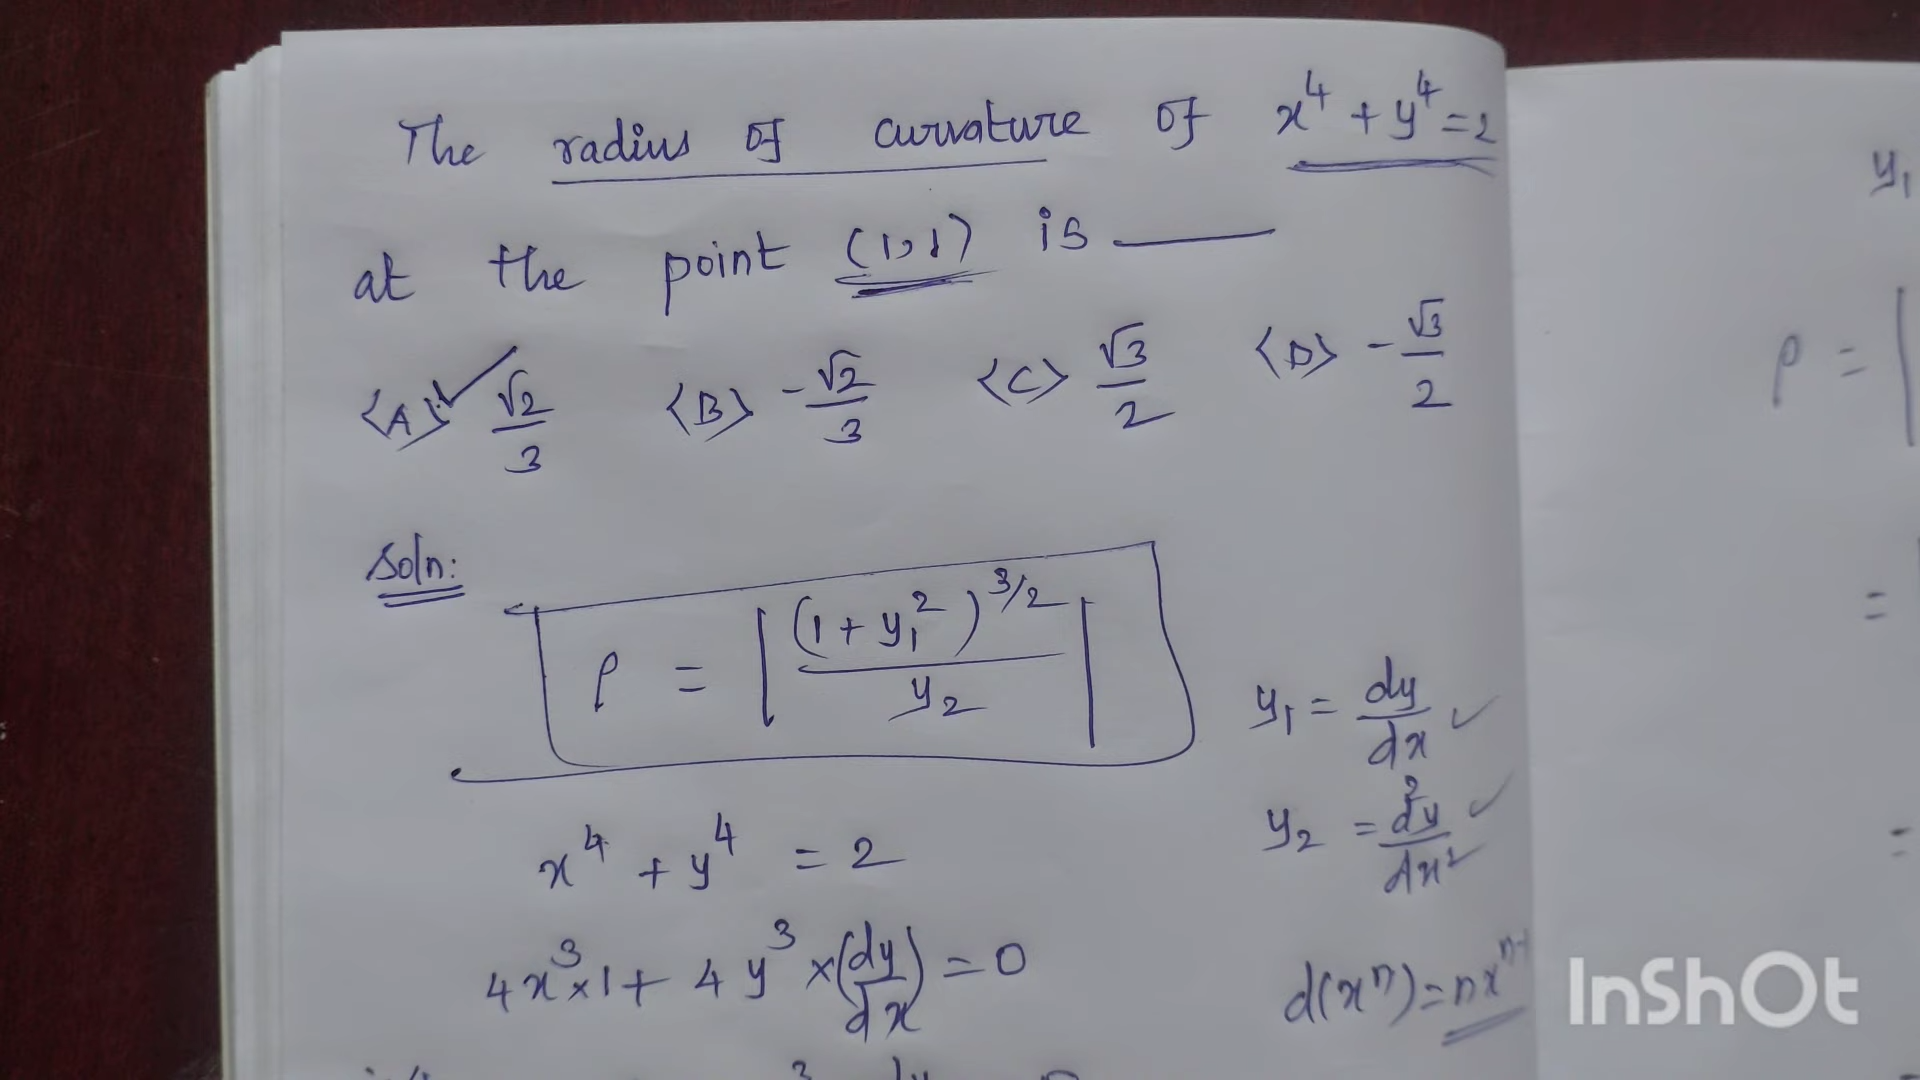 The radius of curvature of x⁴ + y⁴ = 2
at the point (1,1) is ———
<A> ✓ √2/3 <B> -√2/3 <C> √3/2 <D> -√3/2
Soln:
ρ = |(1 + y₁²)^3/2 / y₂|
y₁ = dy/dx ✓
y₂ = d²y/dx² ✓
x⁴ + y⁴ = 2
4x³×1 + 4y³×(dy/dx) = 0
d(xⁿ) = nxⁿ⁻¹
y₁
ρ = |
=
=
InShOt